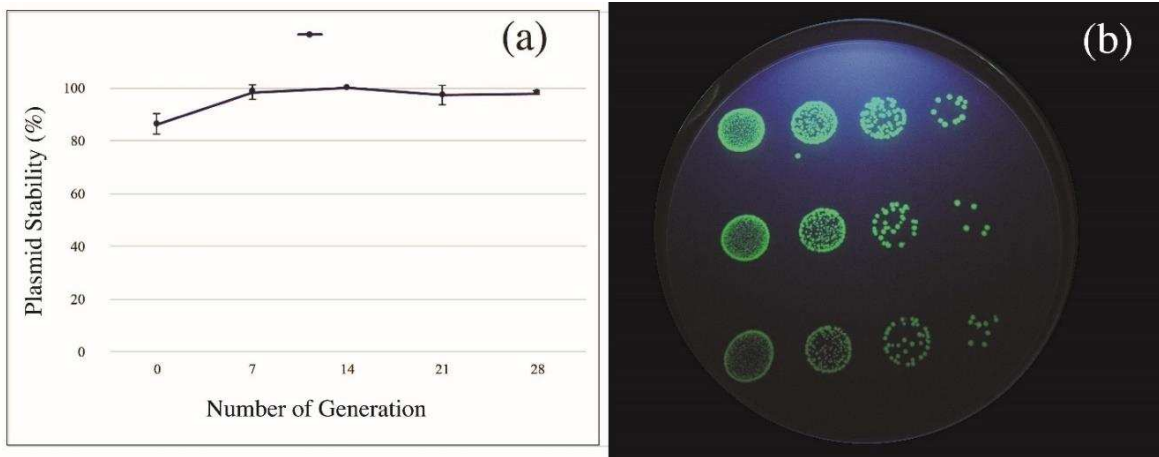 (a)
100
80
60
40
20
0
Plasmid Stability (%)
0 7 14 21 28
Number of Generation
(b)